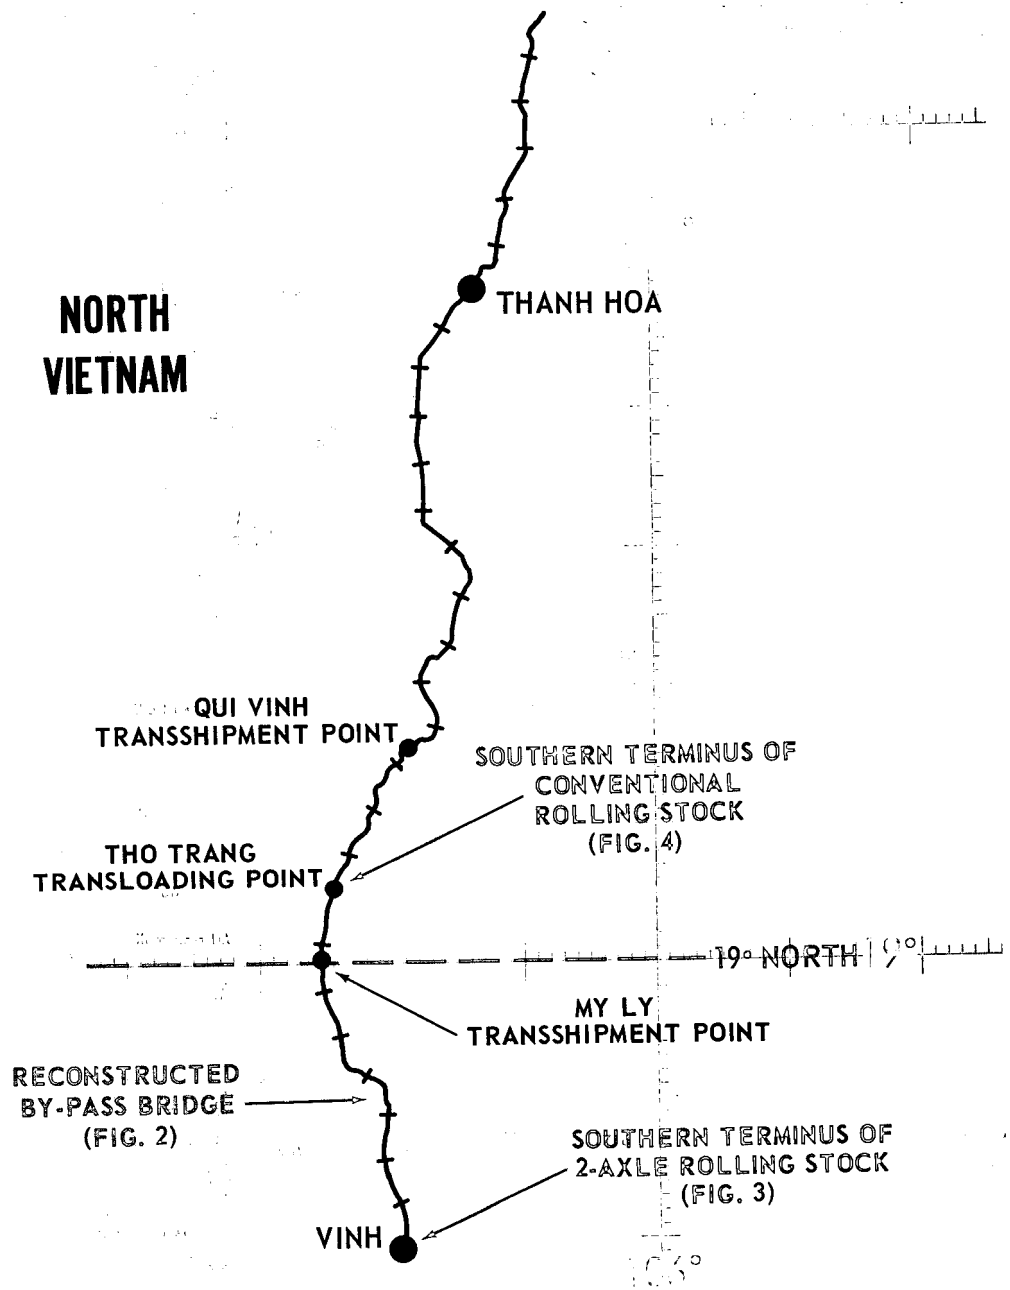 THANH HOA
NORTH
VIETNAM
QUI VINH
TRANSSHIPMENT POINT
SOUTHERN TERMINUS OF
CONVENTIONAL
ROLLING STOCK
(FIG. 4)
THO TRANG
TRANSLOADING POINT
19° NORTH 19°
MY LY
TRANSSHIPMENT POINT
RECONSTRUCTED
BY-PASS BRIDGE
(FIG. 2)
SOUTHERN TERMINUS OF
2-AXLE ROLLING STOCK
(FIG. 3)
VINH
106°